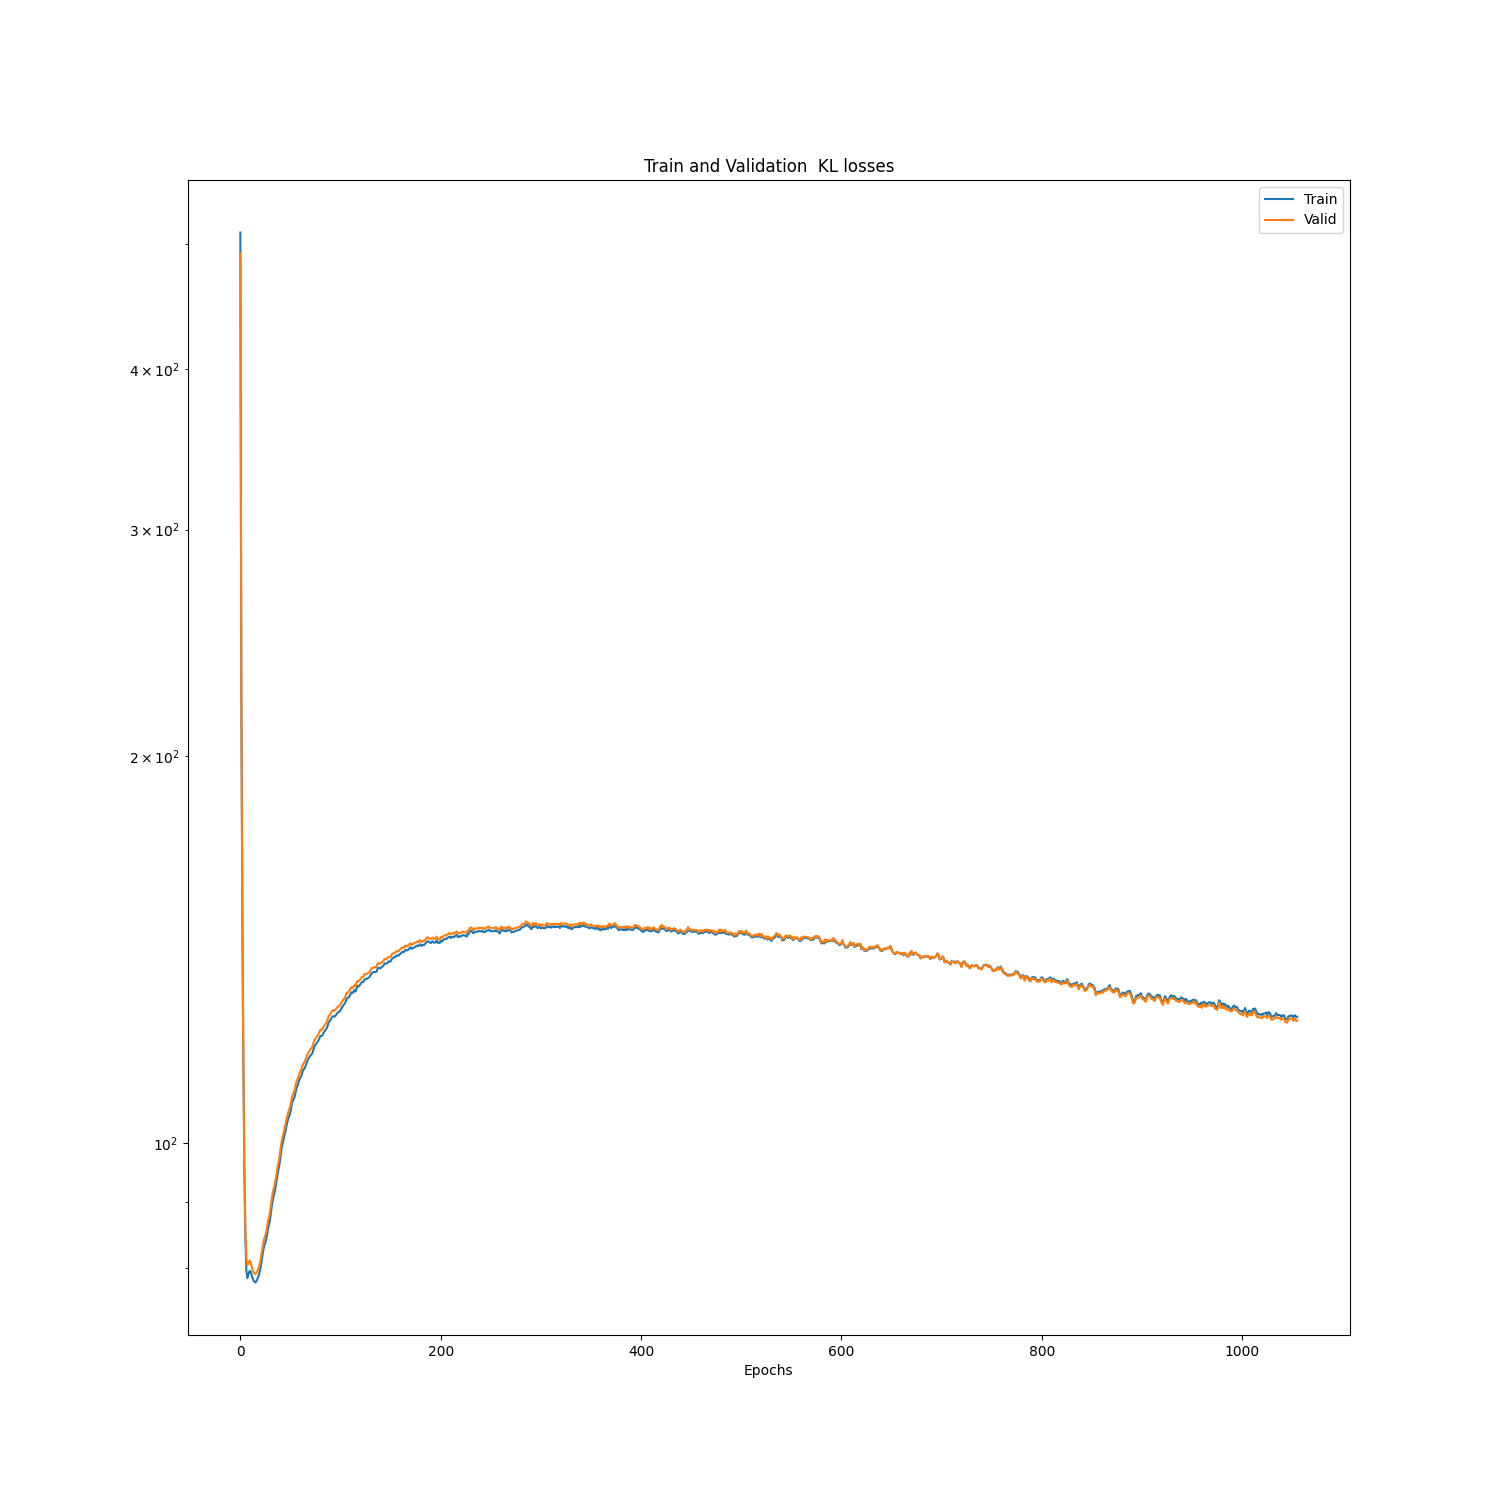 Train and Validation  KL losses
Train
Valid
4 × 10²
3 × 10²
2 × 10²
10²
0 200 400 600 800 1000
Epochs